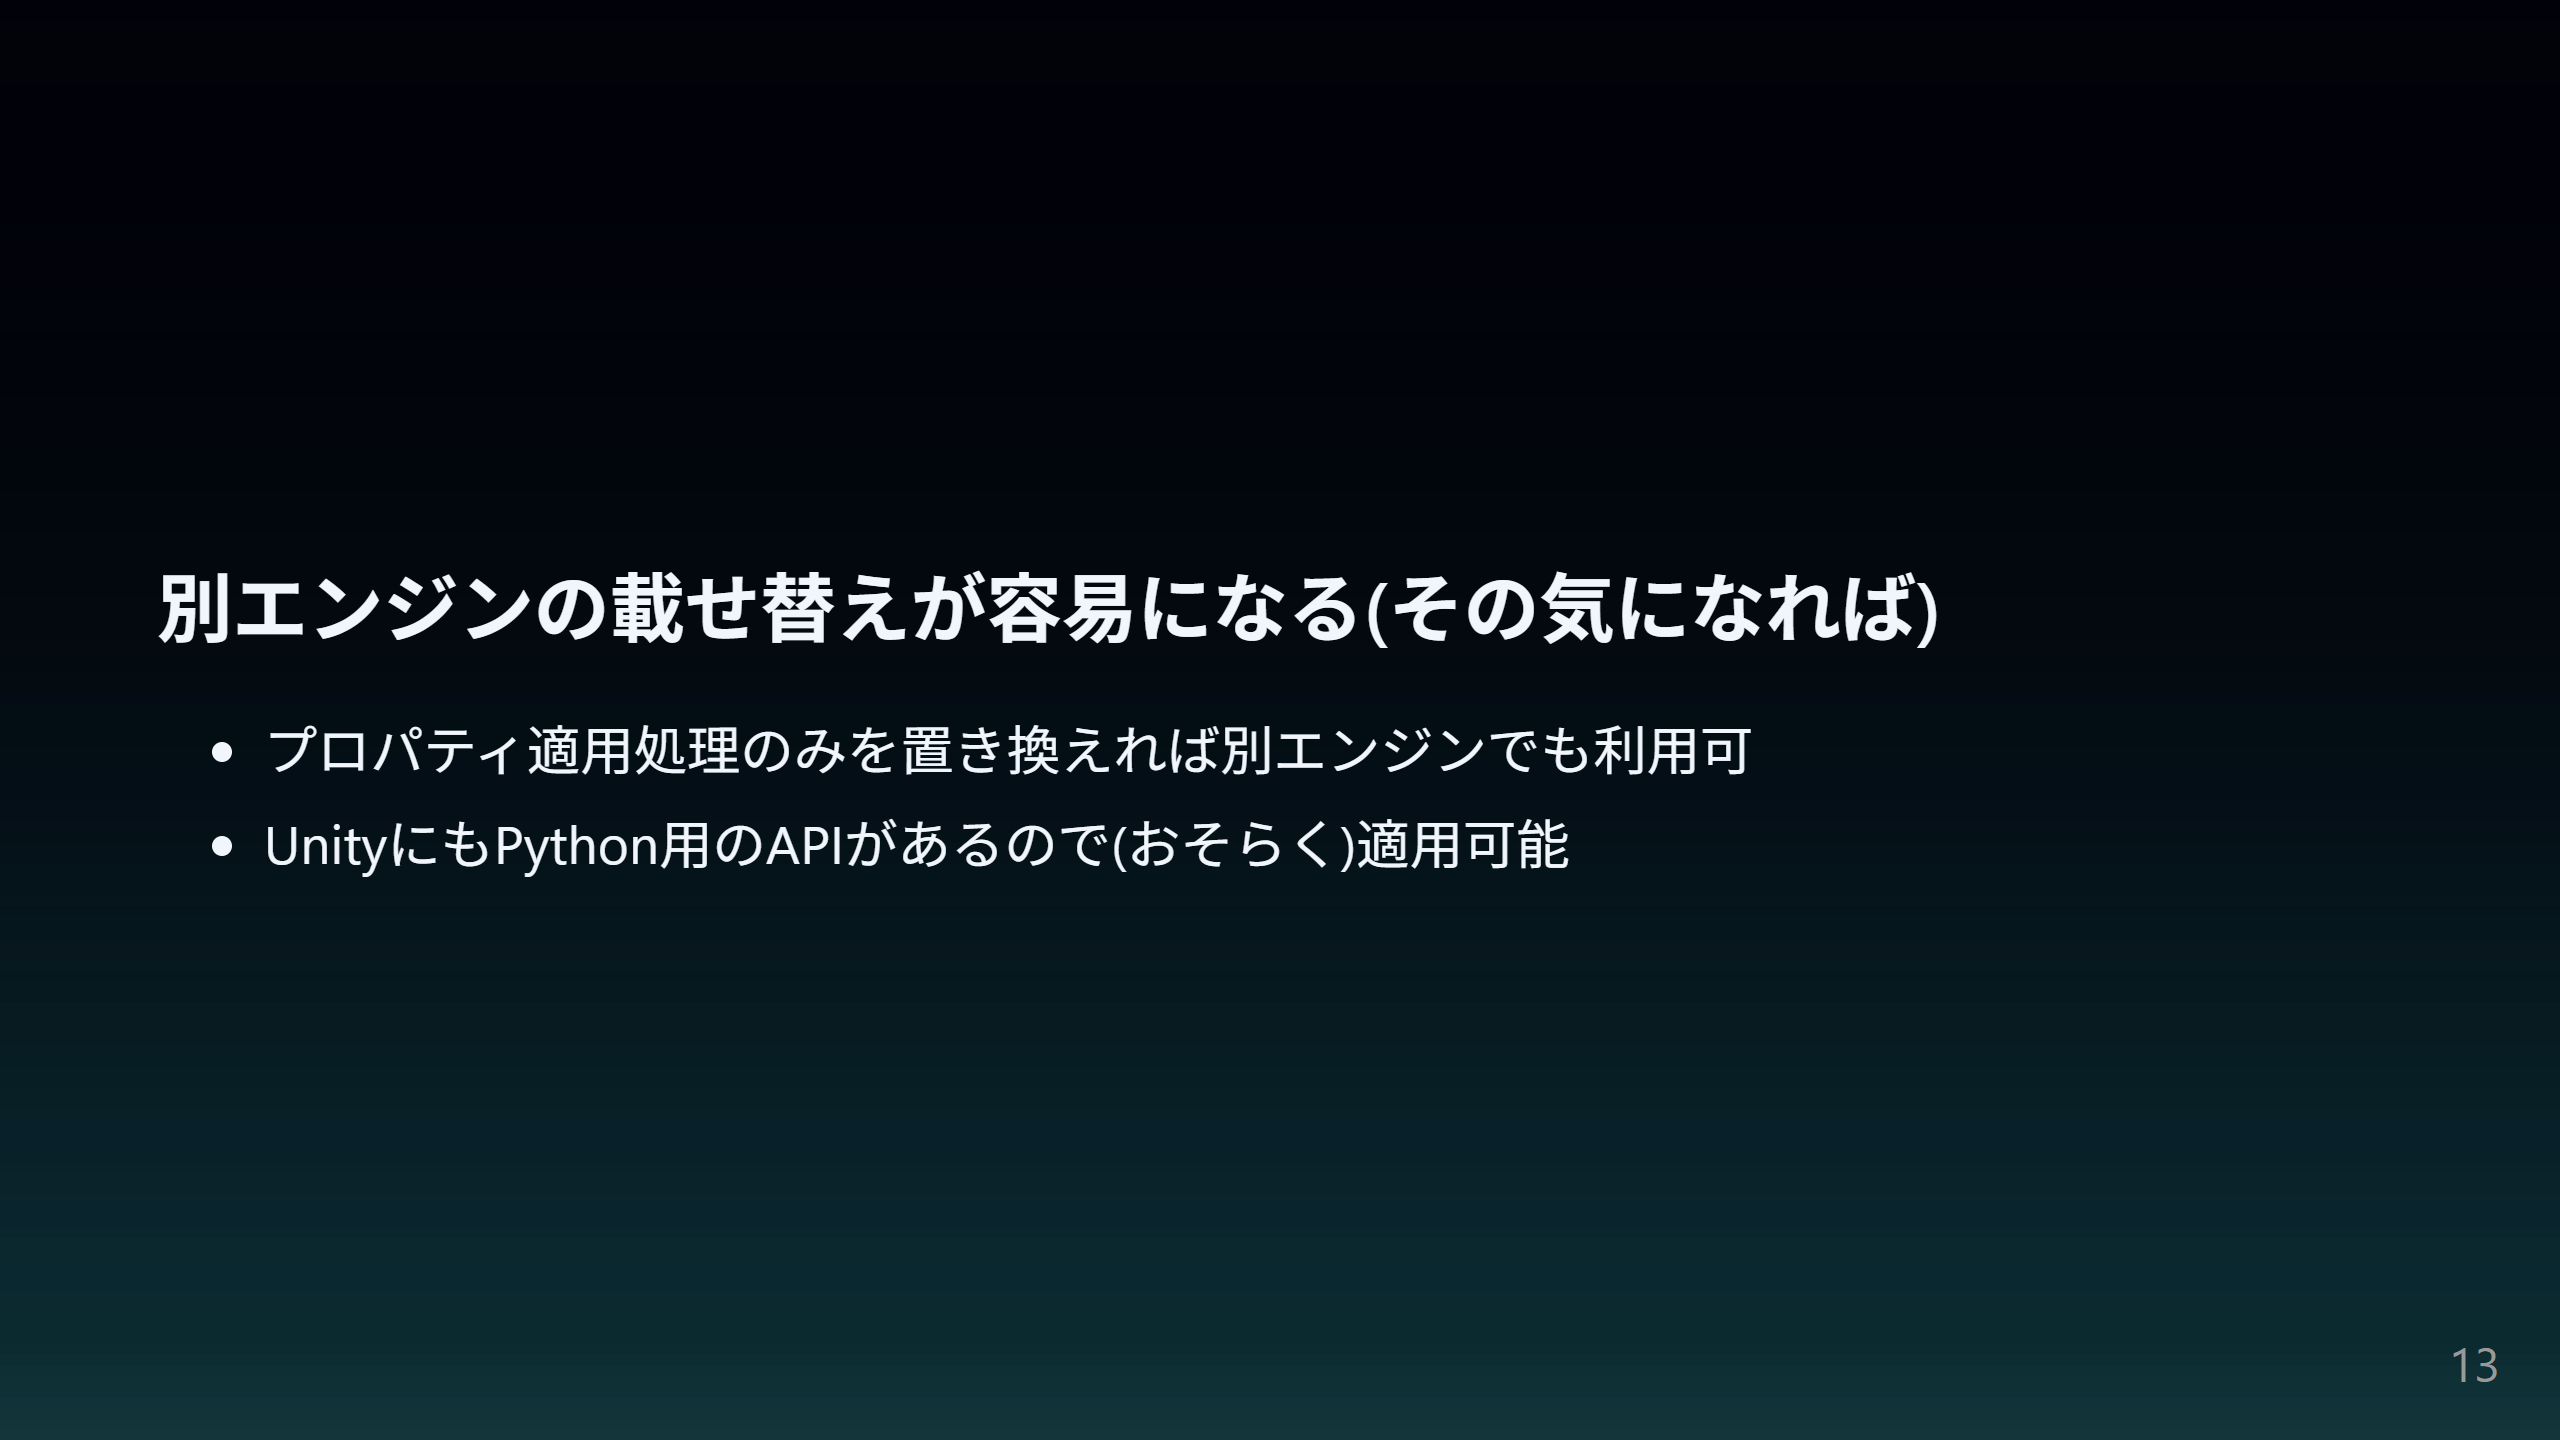 別エンジンの載せ替えが容易になる(その気になれば)
• プロパティ適用処理のみを置き換えれば別エンジンでも利用可
• UnityにもPython用のAPIがあるので(おそらく)適用可能
13